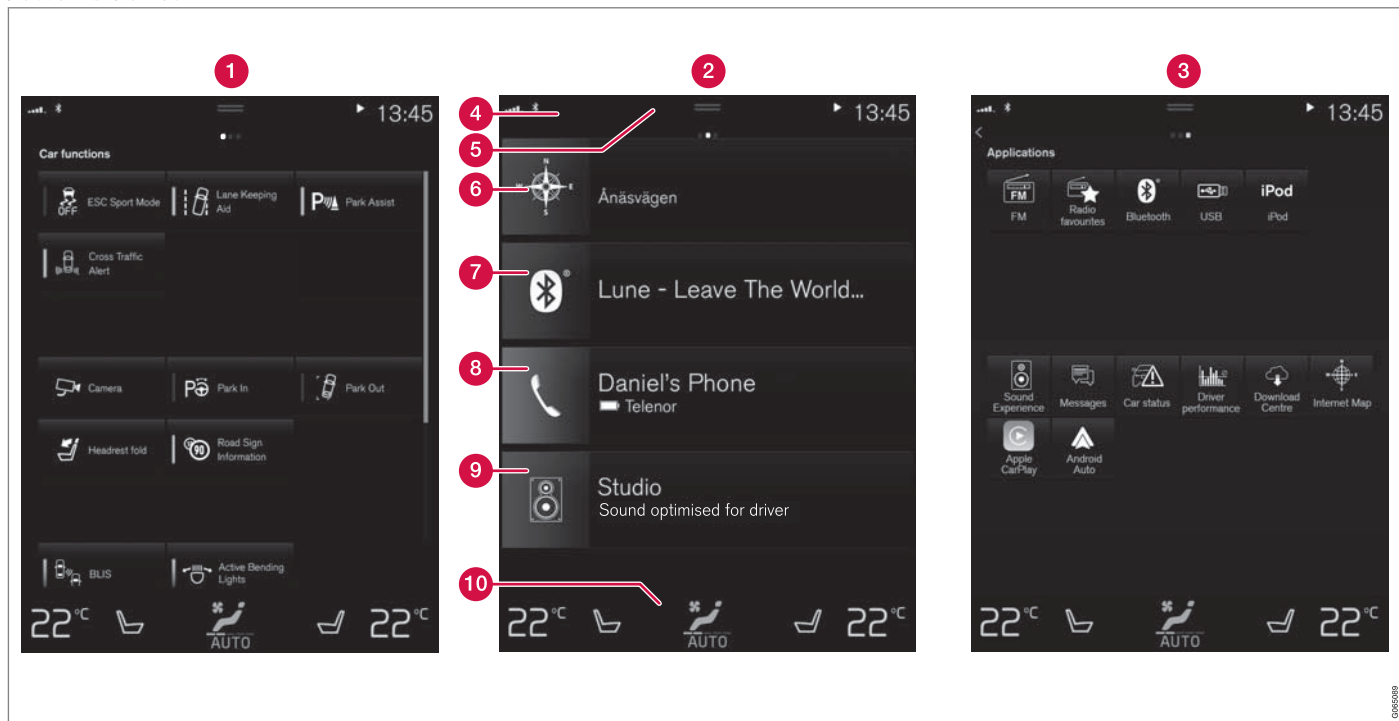 1
2
3
13:45
Car functions
ESC Sport Mode
OFF
Lane Keeping
Aid
P
Park Assist
Cross Traffic
Alert
Camera
P
Park In
Park Out
Headrest fold
90
Road Sign
Information
BLIS
Active Bending
Lights
22°C
AUTO
22°C
4
5
6
7
8
9
10
13:45
N
W
E
S
Ånäsvägen
Lune - Leave The World...
Daniel's Phone
Telenor
Studio
Sound optimised for driver
22°C
AUTO
22°C
13:45
Applications
FM
FM
Radio
favourites
Bluetooth
USB
iPod
iPod
Sound
Experience
Messages
Car status
Driver
performance
Download
Centre
Internet Map
Apple
CarPlay
Android
Auto
22°C
AUTO
22°C
G065089